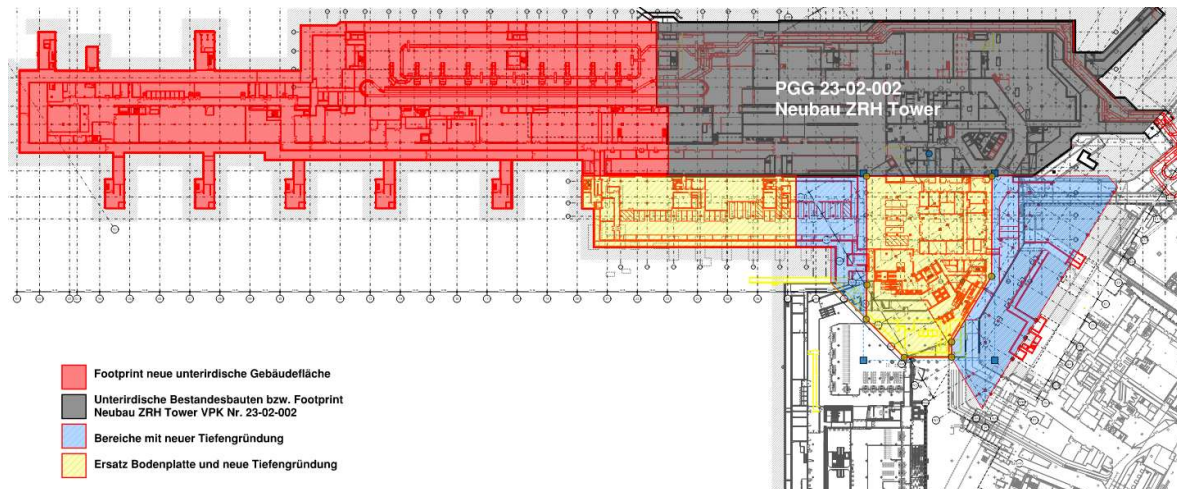 PGG 23-02-002
Neubau ZRH Tower
Footprint neue unterirdische Gebäudefläche
Unterirdische Bestandesbauten bzw. Footprint
Neubau ZRH Tower VPK Nr. 23-02-002
Bereiche mit neuer Tiefengründung
Ersatz Bodenplatte und neue Tiefengründung